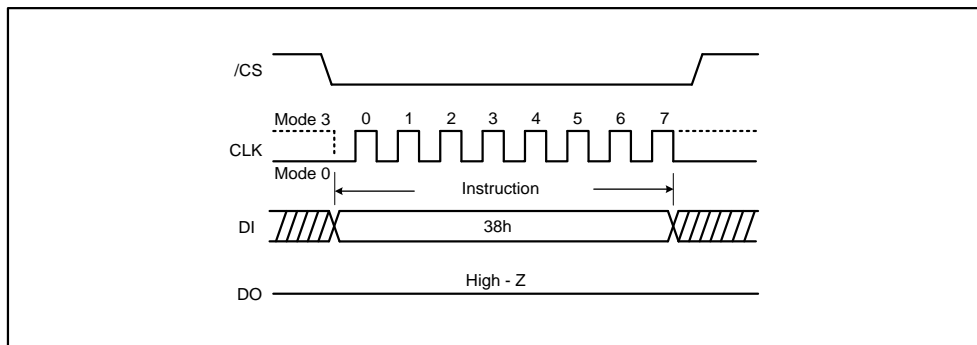 /CS
Mode 3 0 1 2 3 4 5 6 7
CLK
Mode 0
Instruction
DI 38h
High - Z
DO